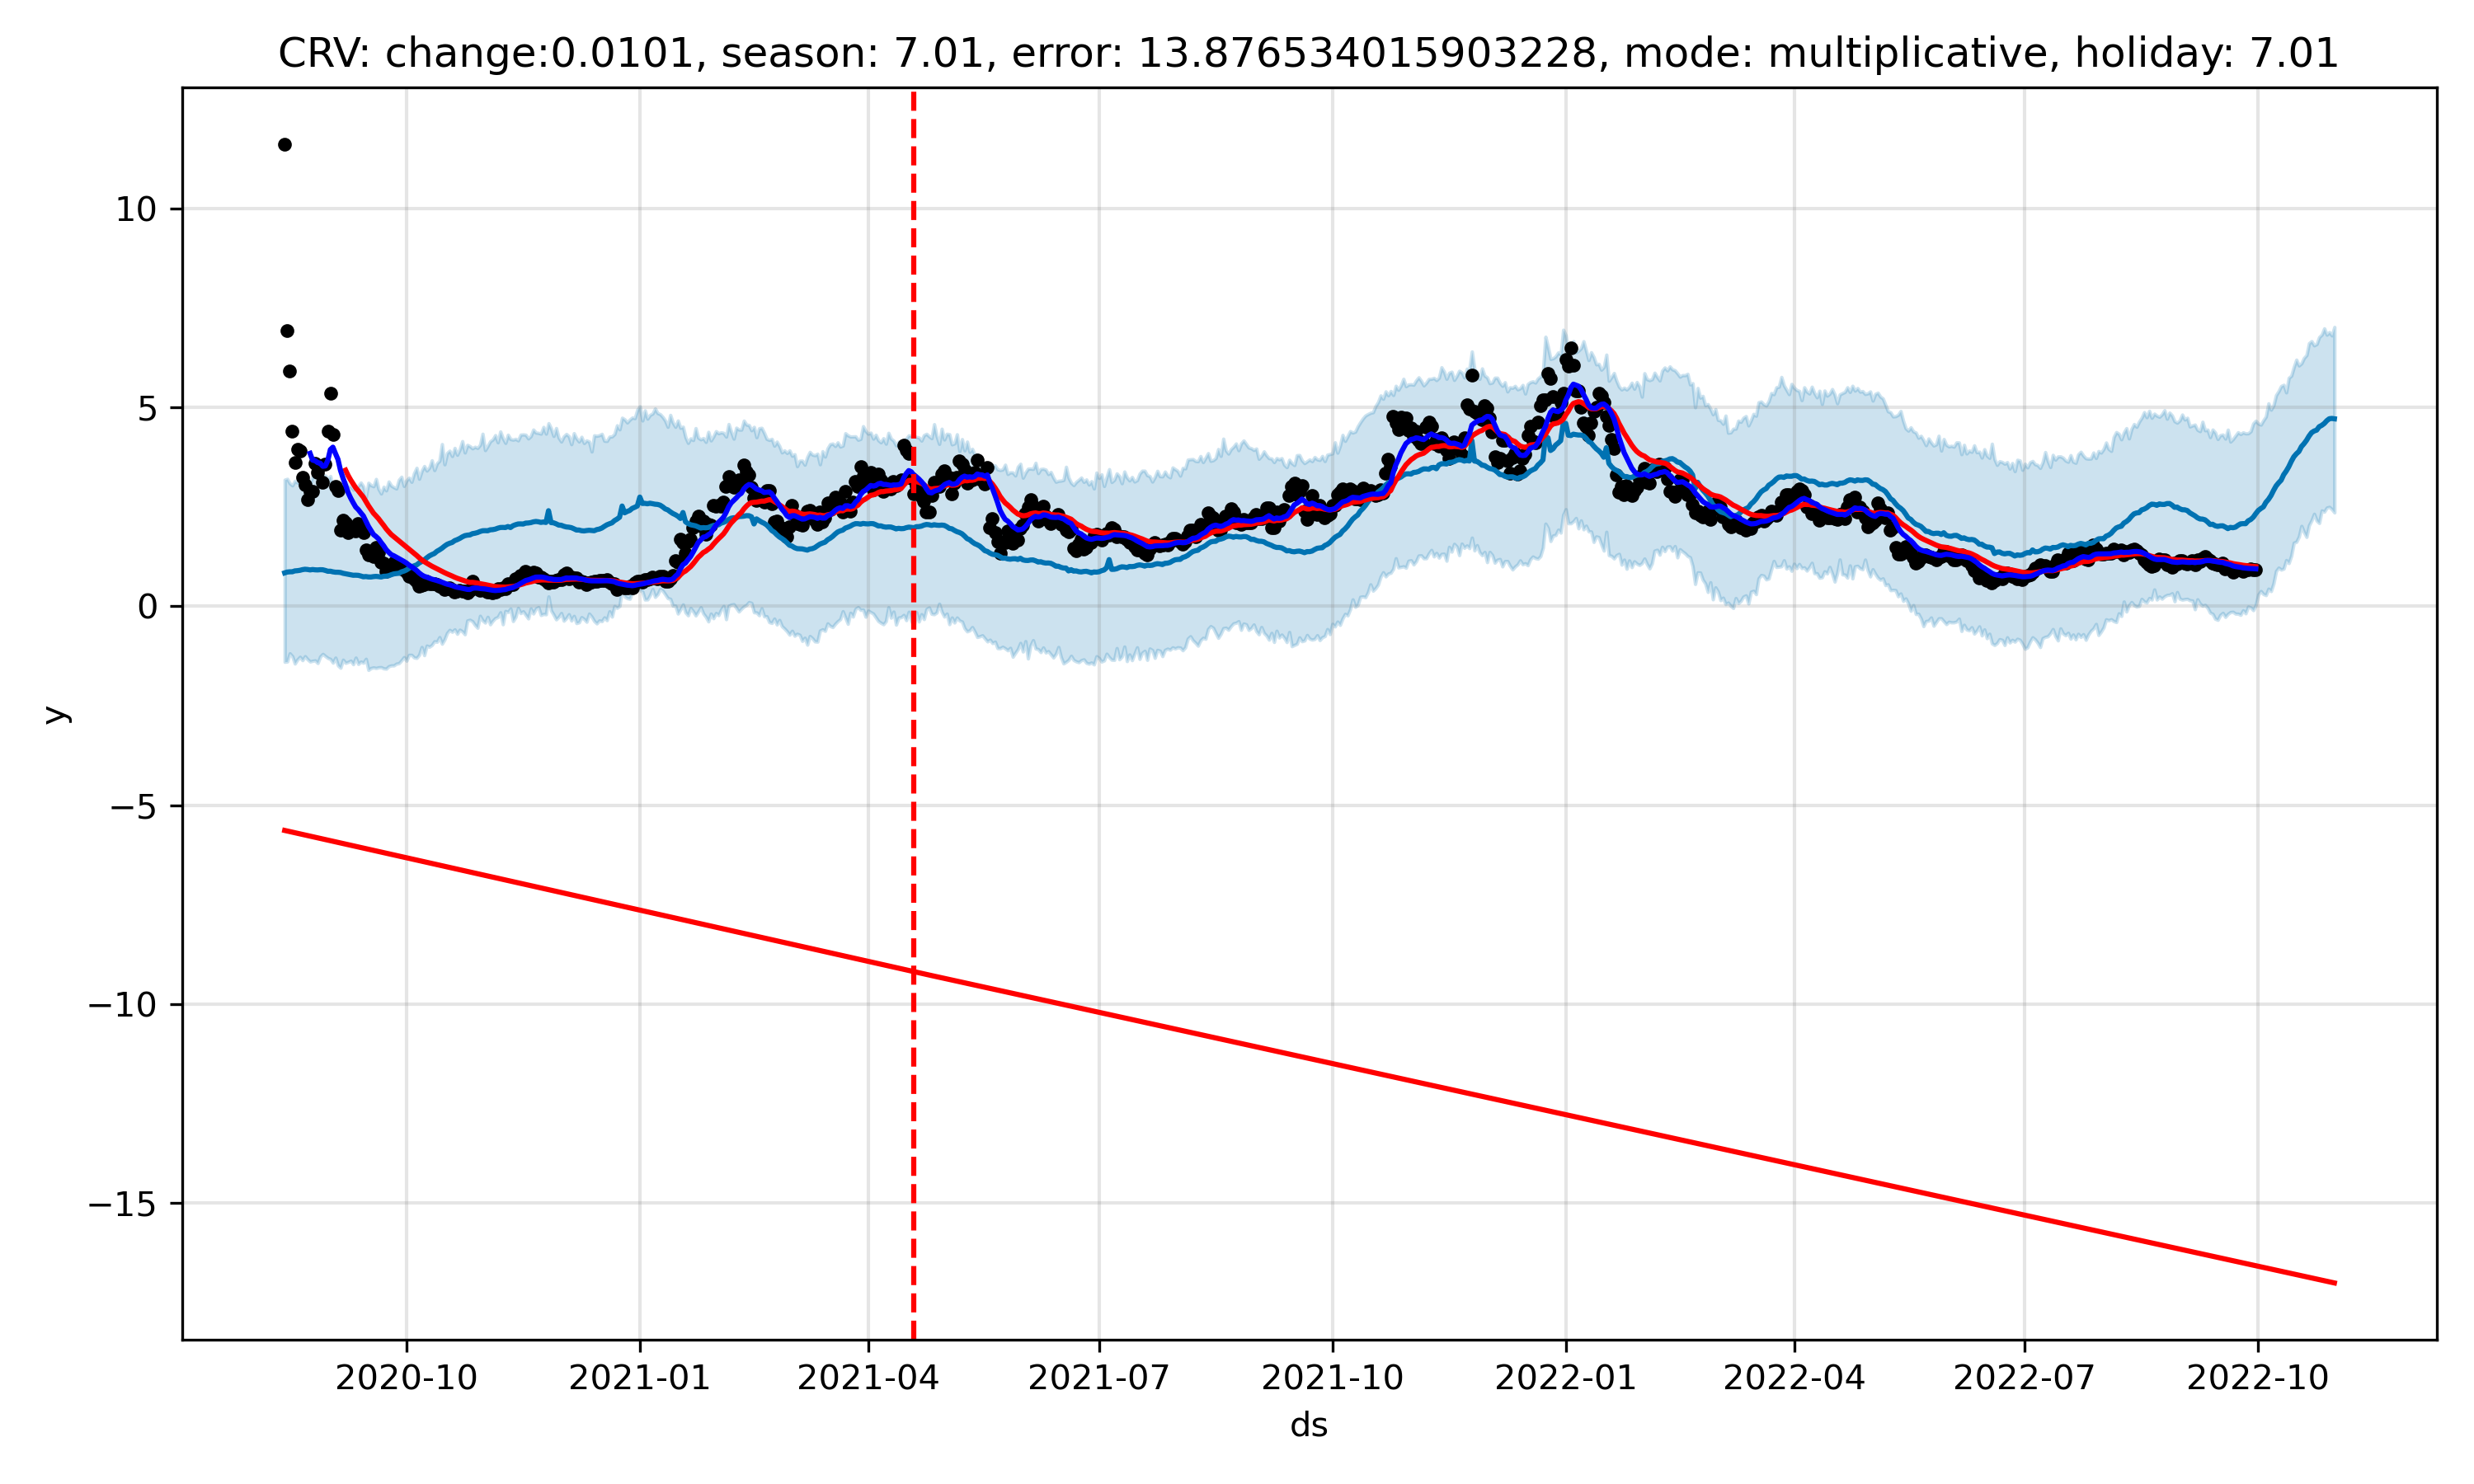 CRV: change:0.0101, season: 7.01, error: 13.876534015903228, mode: multiplicative, holiday: 7.01
10
5
0
−5
−10
−15
y
2020-10 2021-01 2021-04 2021-07 2021-10 2022-01 2022-04 2022-07 2022-10
ds